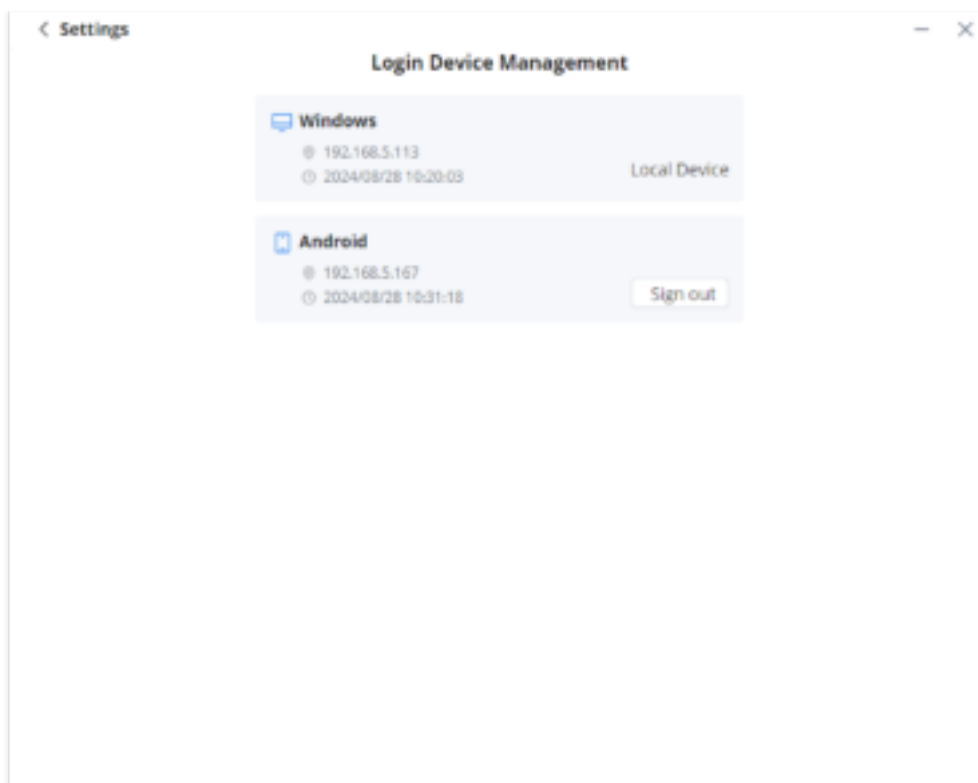 Settings
Login Device Management
Windows
192.168.5.113
2024/08/28 10:20:03
Local Device
Android
192.168.5.167
2024/08/28 10:31:18
Sign out